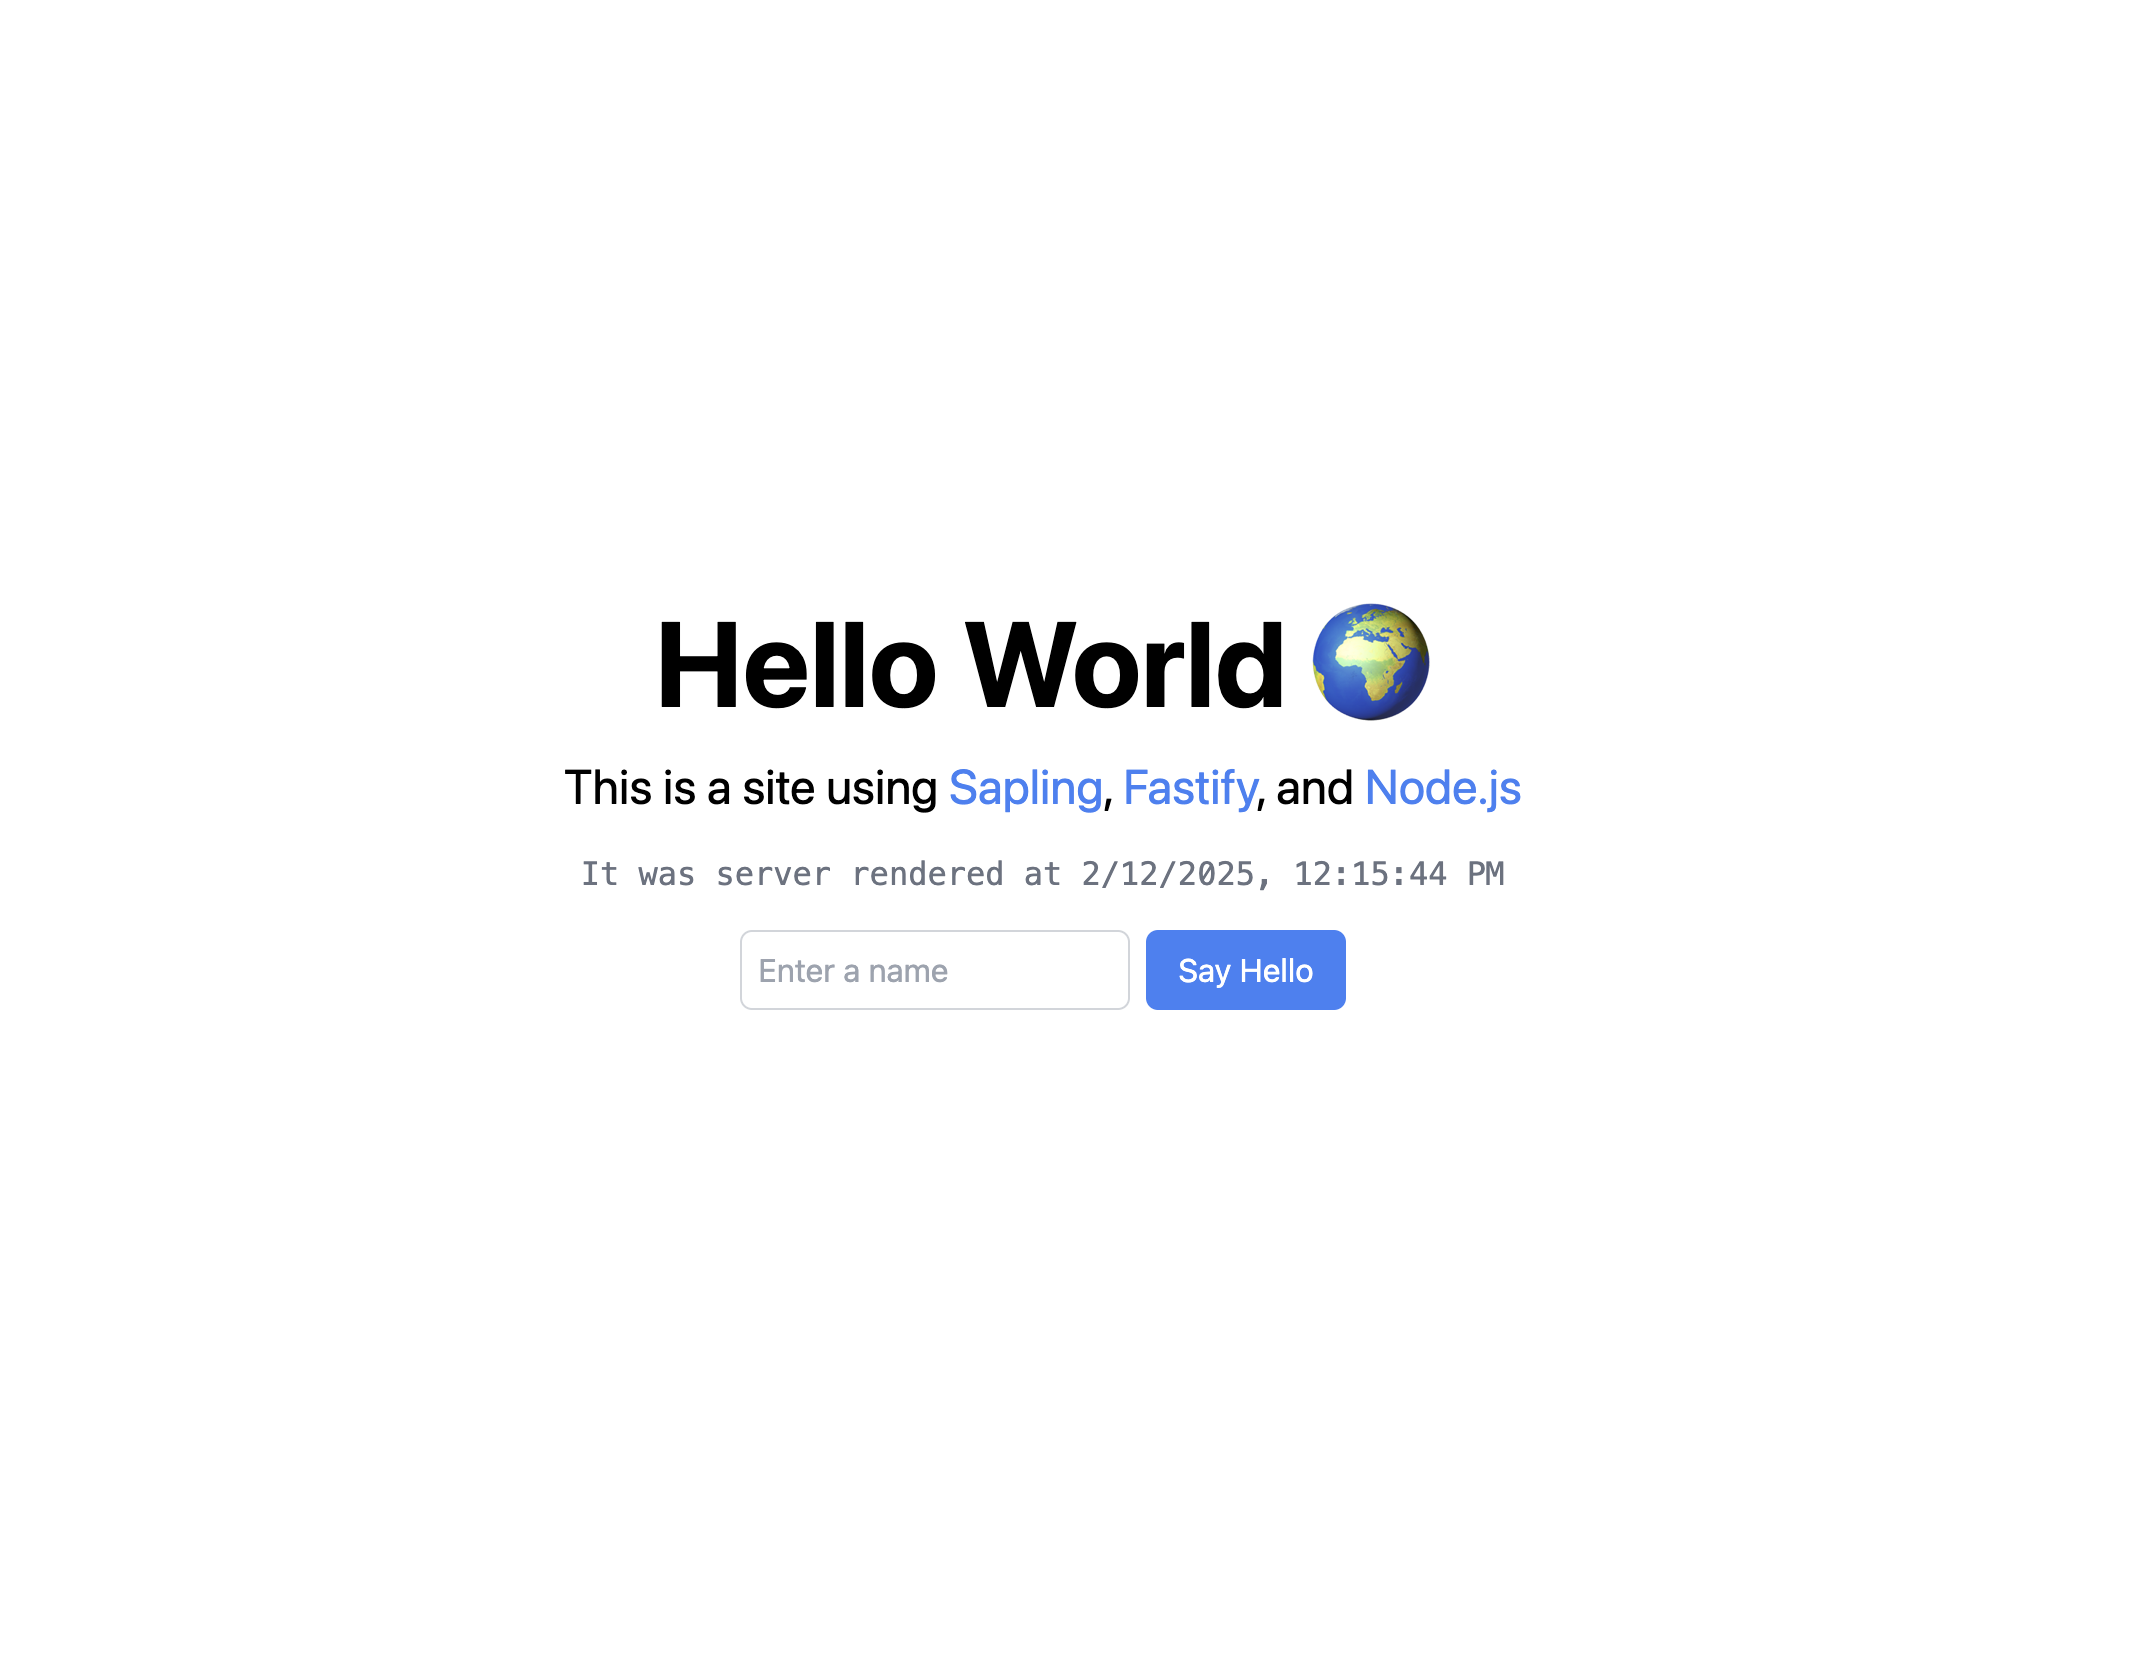 Hello World 🌍
This is a site using Sapling, Fastify, and Node.js
It was server rendered at 2/12/2025, 12:15:44 PM
Enter a name Say Hello